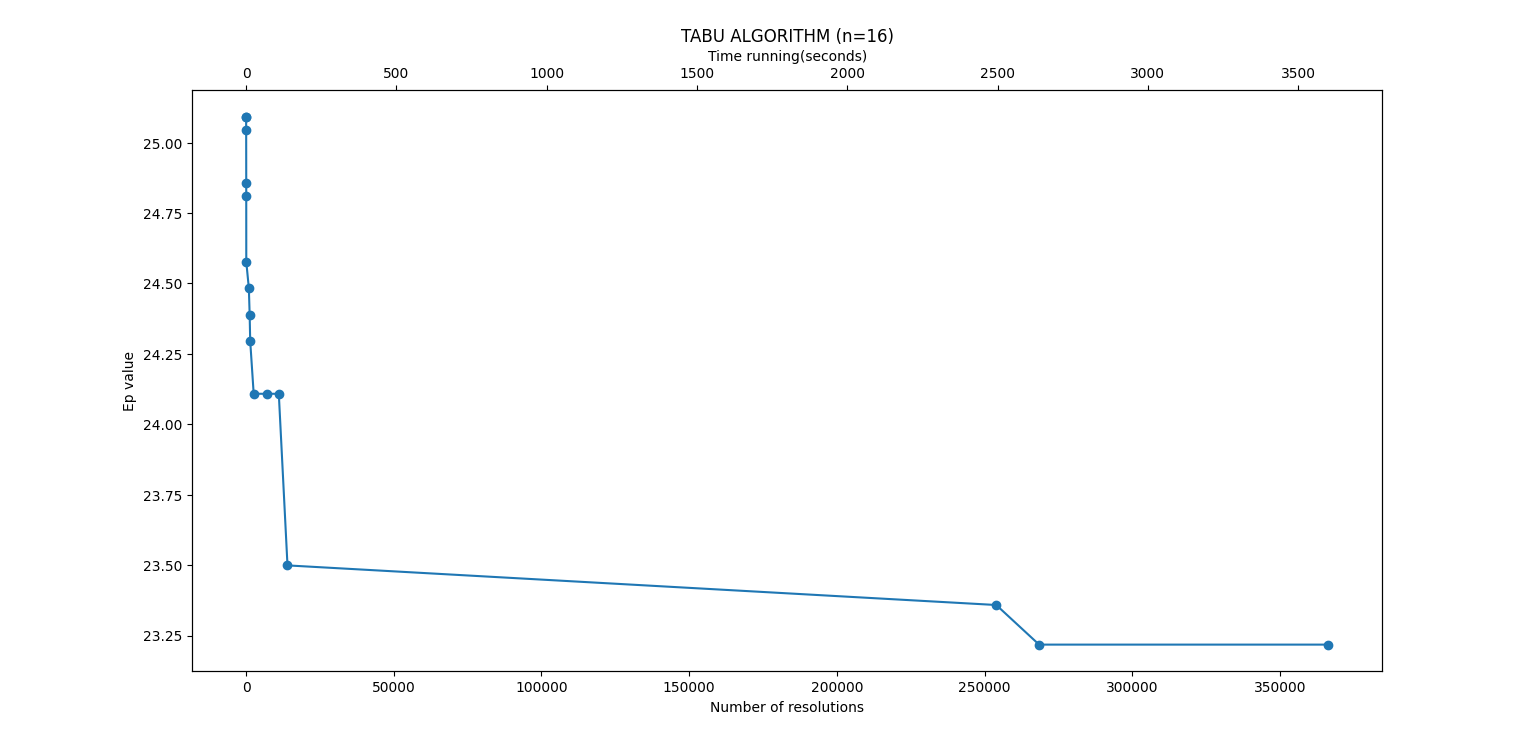 TABU ALGORITHM (n=16)
Time running(seconds)
0 500 1000 1500 2000 2500 3000 3500
25.00
24.75
24.50
24.25
24.00
23.75
23.50
23.25
Ep value
0 50000 100000 150000 200000 250000 300000 350000
Number of resolutions